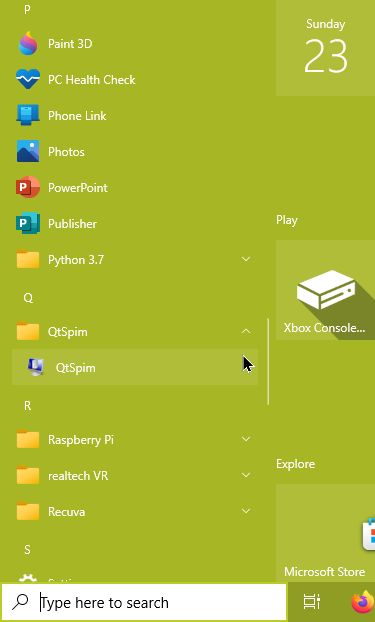 P
Paint 3D
PC Health Check
Phone Link
Photos
PowerPoint
Publisher
Python 3.7
Q
QtSpim
QtSpim
R
Raspberry Pi
realtech VR
Recuva
S
Sunday
23
Play
Xbox Console...
Explore
Microsoft Store
Type here to search